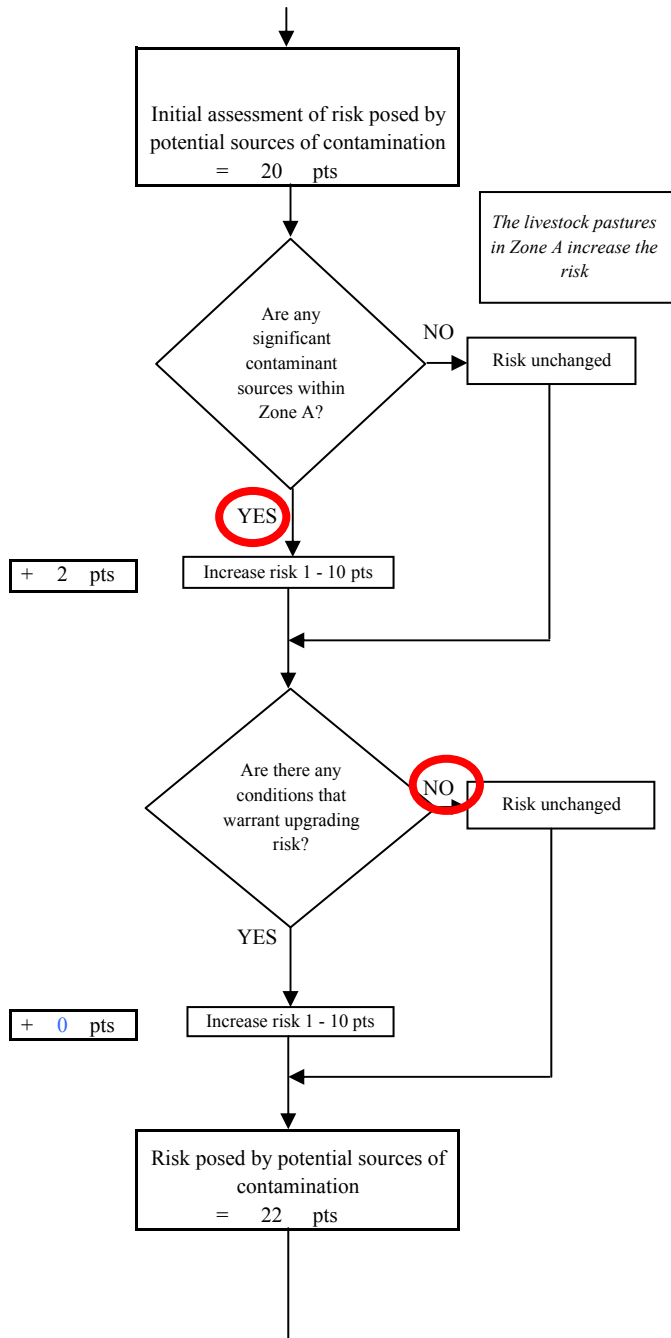 Initial assessment of risk posed by
potential sources of contamination
= 20 pts
The livestock pastures
in Zone A increase the
risk
Are any
significant
contaminant
sources within
Zone A?
NO
Risk unchanged
YES
+ 2 pts
Increase risk 1 - 10 pts
Are there any
conditions that
warrant upgrading
risk?
NO
Risk unchanged
YES
+ 0 pts
Increase risk 1 - 10 pts
Risk posed by potential sources of
contamination
= 22 pts